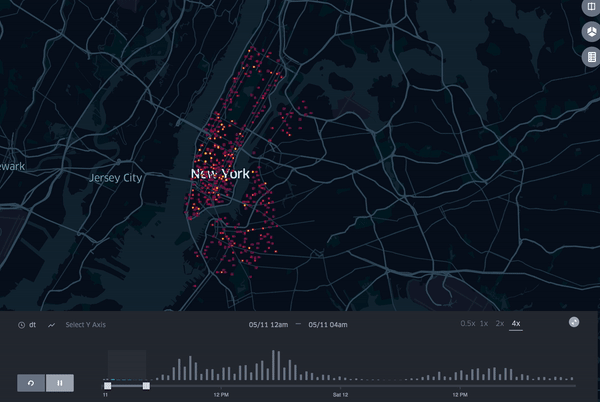 New York
Jersey City
wark
dt
Select Y Axis
05/11 12am — 05/11 04am
0.5x 1x 2x 4x
11
12 PM
Sat 12
12 PM